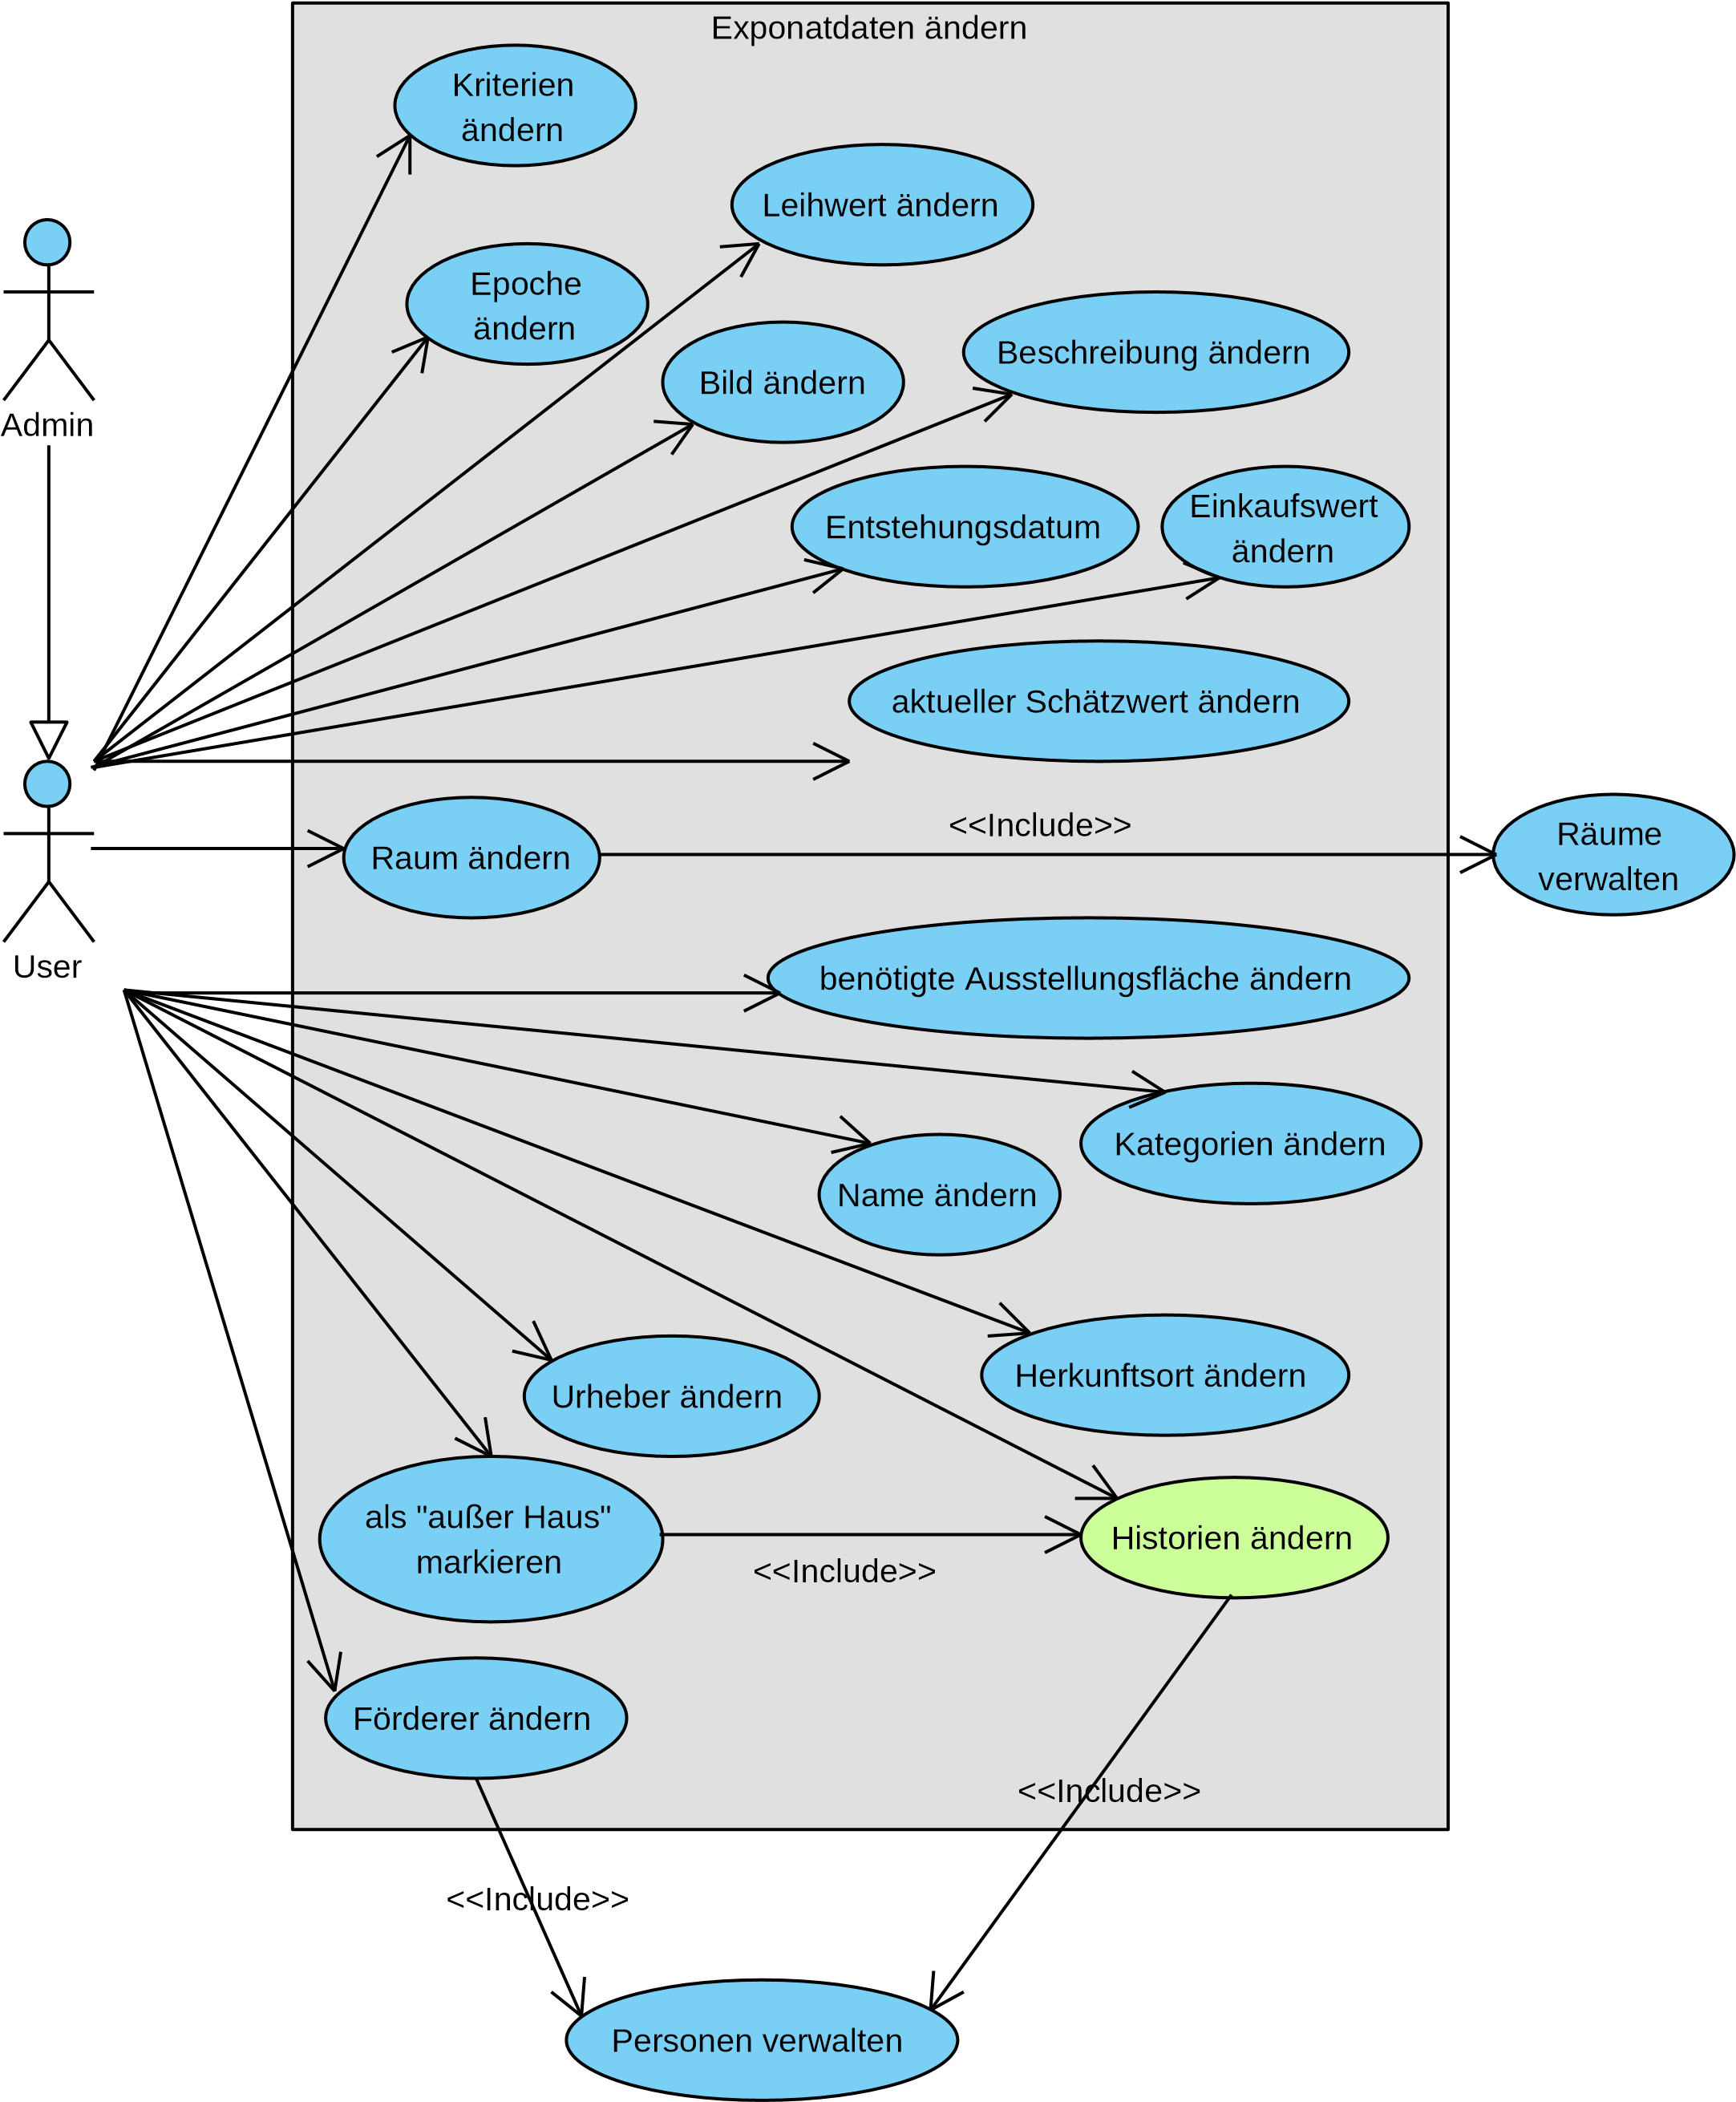 Exponatdaten ändern
Kriterien
ändern
Leihwert ändern
Epoche
ändern
Beschreibung ändern
Bild ändern
Admin
Einkaufswert
ändern
Entstehungsdatum
aktueller Schätzwert ändern
<<Include>>
Räume
verwalten
Raum ändern
User
benötigte Ausstellungsfläche ändern
Kategorien ändern
Name ändern
Herkunftsort ändern
Urheber ändern
als "außer Haus"
markieren
Historien ändern
<<Include>>
Förderer ändern
<<Include>>
<<Include>>
Personen verwalten